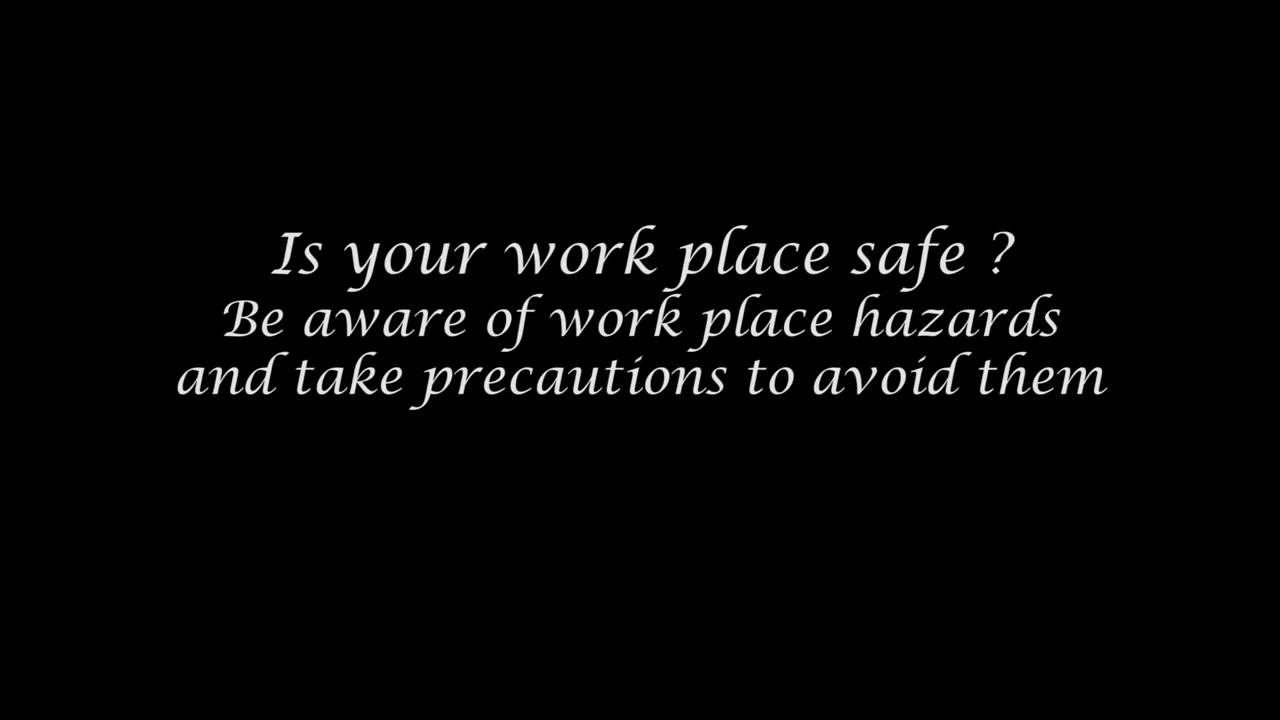 Is your work place safe ?
Be aware of work place hazards
and take precautions to avoid them